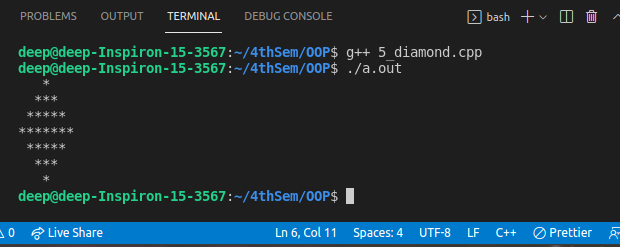 PROBLEMS OUTPUT TERMINAL DEBUG CONSOLE bash
deep@deep-Inspiron-15-3567:~/4thSem/OOP$ g++ 5_diamond.cpp
deep@deep-Inspiron-15-3567:~/4thSem/OOP$ ./a.out
   *
  ***
 *****
*******
 *****
  ***
   *
deep@deep-Inspiron-15-3567:~/4thSem/OOP$
0 Live Share Ln 6, Col 11 Spaces: 4 UTF-8 LF C++ Prettier